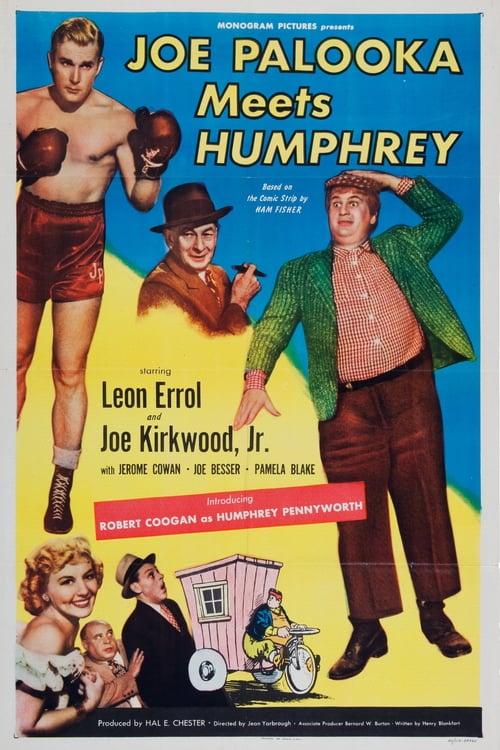 MONOGRAM PICTURES presents
JOE PALOOKA
Meets
HUMPHREY
Based on
the Comic Strip by
HAM FISHER
JP
starring
Leon Errol
and
Joe Kirkwood, Jr.
with JEROME COWAN • JOE BESSER • PAMELA BLAKE
Introducing
ROBERT COOGAN as HUMPHREY PENNYWORTH
Produced by HAL E. CHESTER • Directed by Jean Yarbrough • Associate Producer Bernard W. Burton • Written by Henry Blankfort